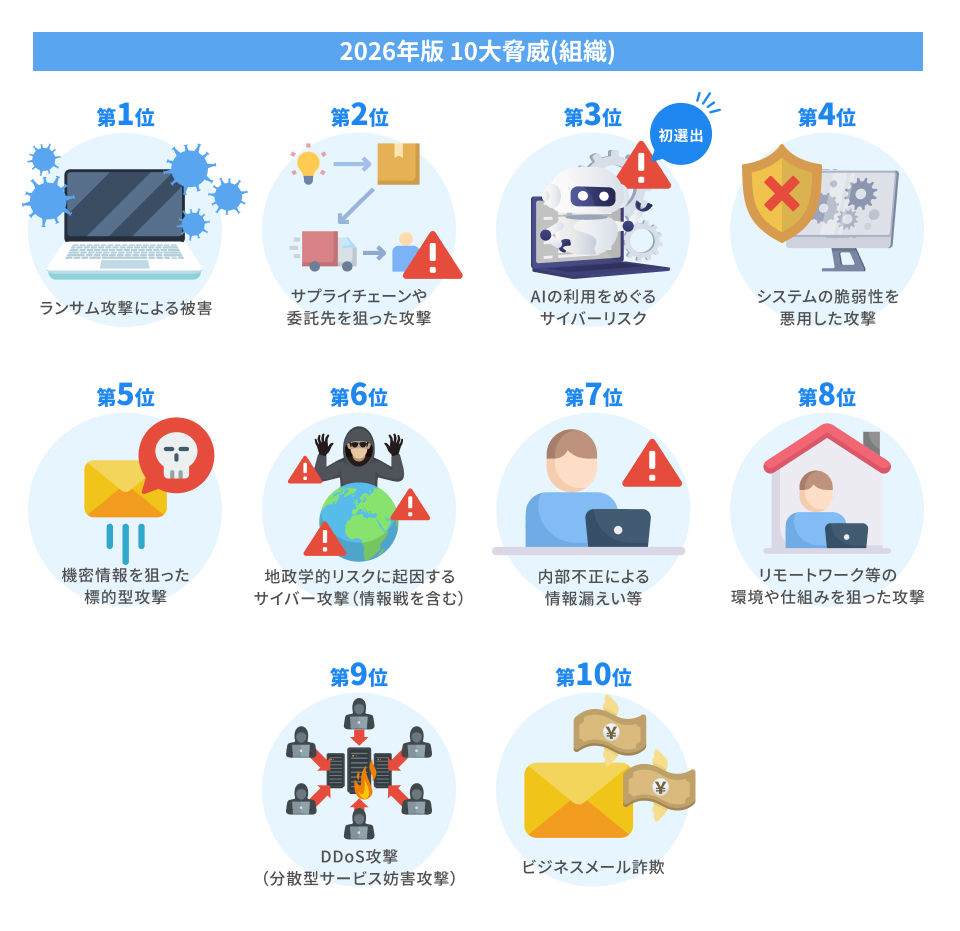 2026年版 10大脅威(組織)
第1位
ランサム攻撃による被害
第2位
サプライチェーンや
委託先を狙った攻撃
第3位
初選出
AIの利用をめぐる
サイバーリスク
第4位
システムの脆弱性を
悪用した攻撃
第5位
機密情報を狙った
標的型攻撃
第6位
地政学的リスクに起因する
サイバー攻撃(情報戦を含む)
第7位
内部不正による
情報漏えい等
第8位
リモートワーク等の
環境や仕組みを狙った攻撃
第9位
DDoS攻撃
(分散型サービス妨害攻撃)
第10位
¥
¥
ビジネスメール詐欺